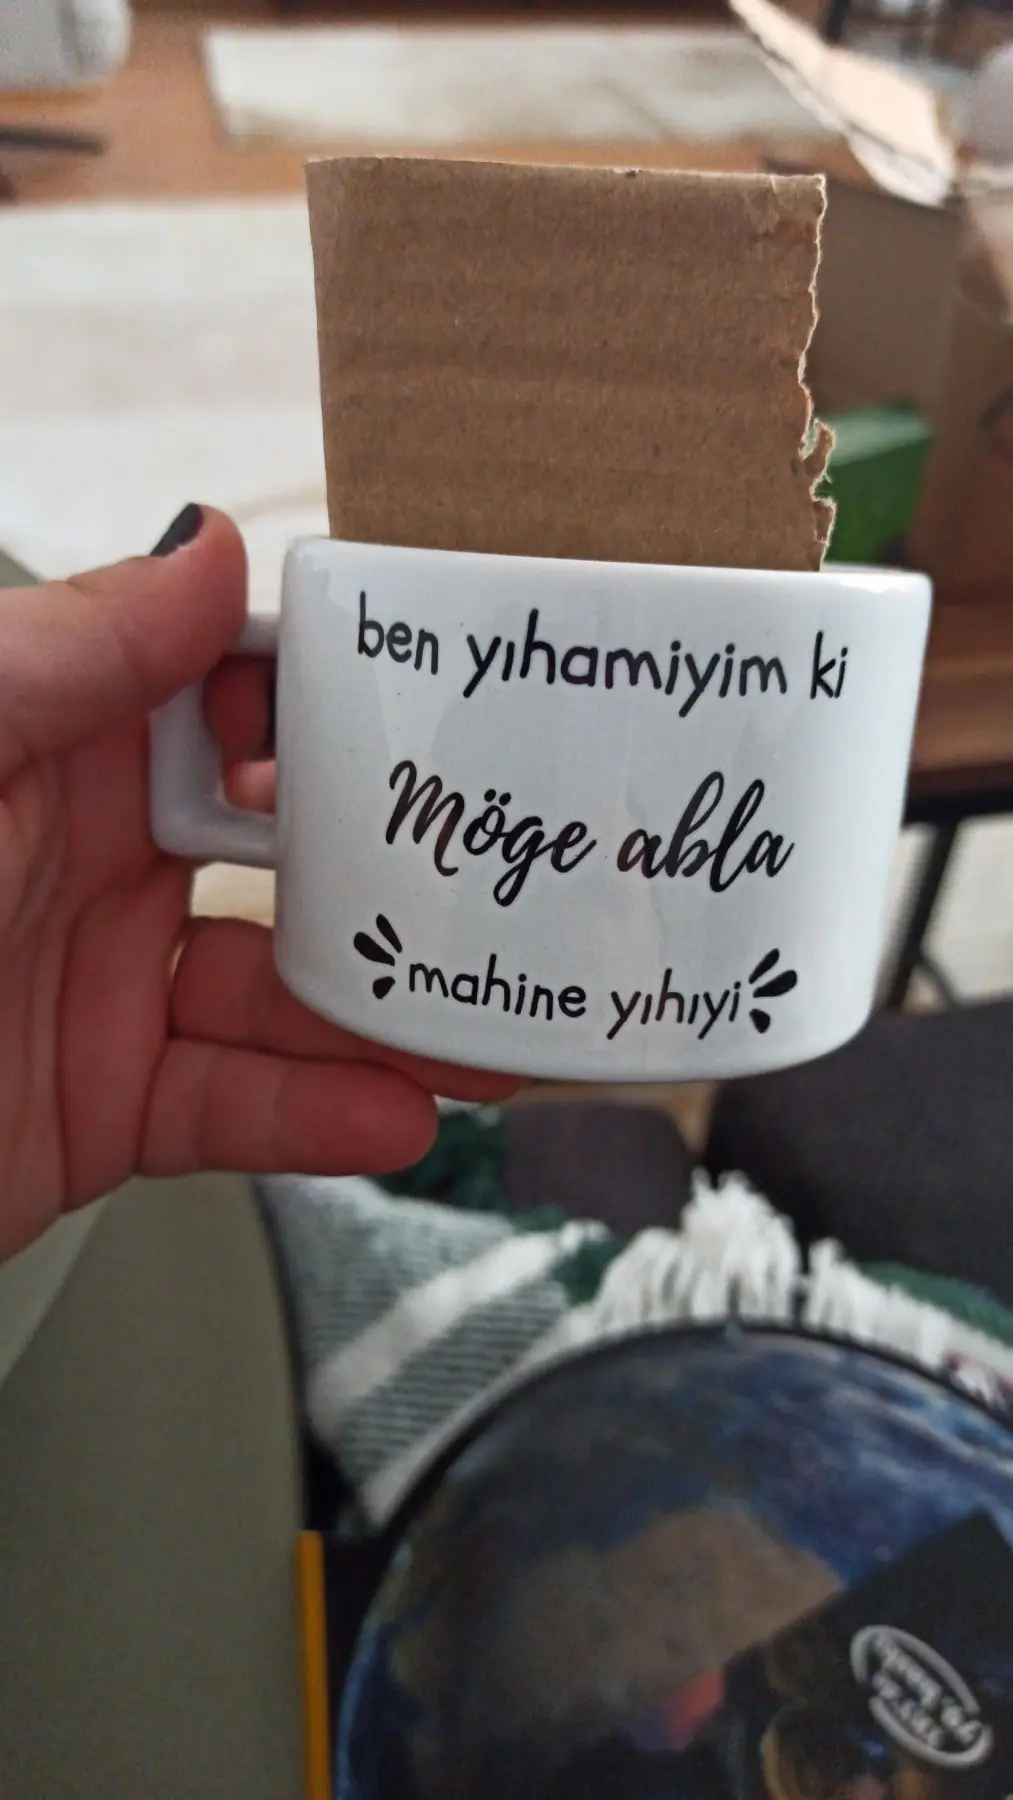 ben yıhamiyim ki
Möge abla
mahine yıhıyi